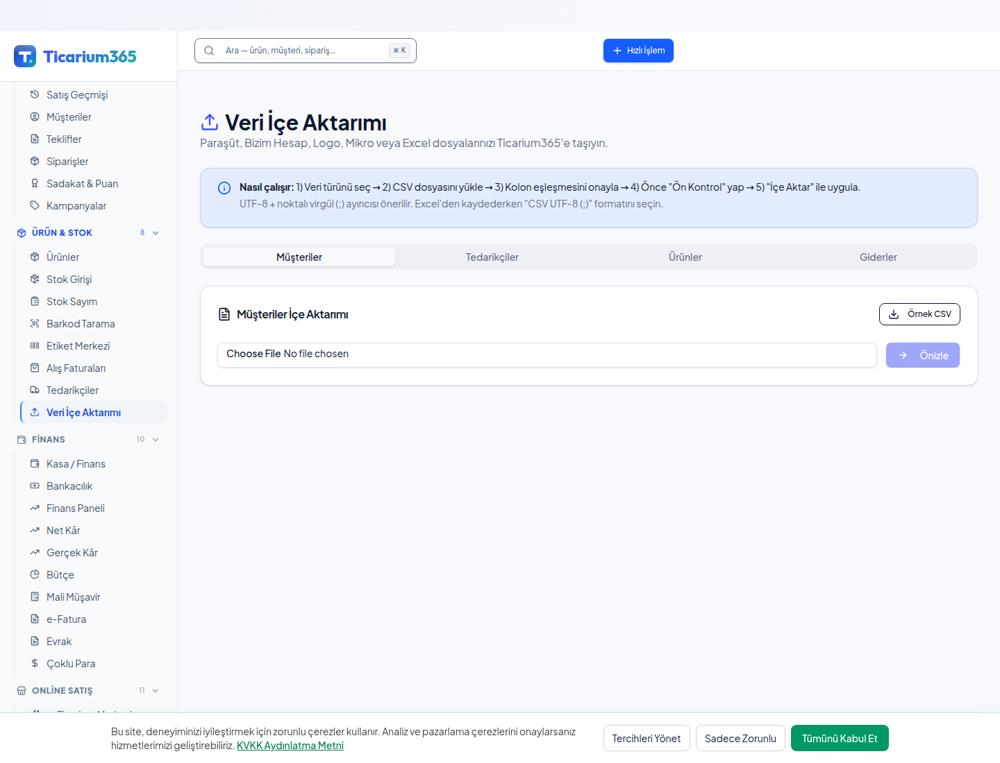 Ticarium365
Ara — ürün, müşteri, sipariş…
⌘ K
Hızlı İşlem
Satış Geçmişi
Müşteriler
Teklifler
Siparişler
Sadakat & Puan
Kampanyalar
ÜRÜN & STOK 8
Ürünler
Stok Girişi
Stok Sayım
Barkod Tarama
Etiket Merkezi
Alış Faturaları
Tedarikçiler
Veri İçe Aktarımı
FİNANS 10
Kasa / Finans
Bankacılık
Finans Paneli
Net Kâr
Gerçek Kâr
Bütçe
Mali Müşavir
e-Fatura
Evrak
Çoklu Para
ONLİNE SATIŞ 11
Veri İçe Aktarımı
Paraşüt, Bizim Hesap, Logo, Mikro veya Excel dosyalarınızı Ticarium365'e taşıyın.
Nasıl çalışır: 1) Veri türünü seç → 2) CSV dosyasını yükle → 3) Kolon eşleşmesini onayla → 4) Önce "Ön Kontrol" yap → 5) "İçe Aktar" ile uygula.
UTF-8 + noktalı virgül (;) ayırıcısı önerilir. Excel'den kaydederken "CSV UTF-8 (;)" formatını seçin.
Müşteriler
Tedarikçiler
Ürünler
Giderler
Müşteriler İçe Aktarımı
Örnek CSV
Choose File No file chosen
Önizle
Bu site, deneyiminizi iyileştirmek için zorunlu çerezler kullanır. Analiz ve pazarlama çerezlerini onaylarsanız
hizmetlerimizi geliştirebiliriz. KVKK Aydınlatma Metni
Tercihleri Yönet
Sadece Zorunlu
Tümünü Kabul Et